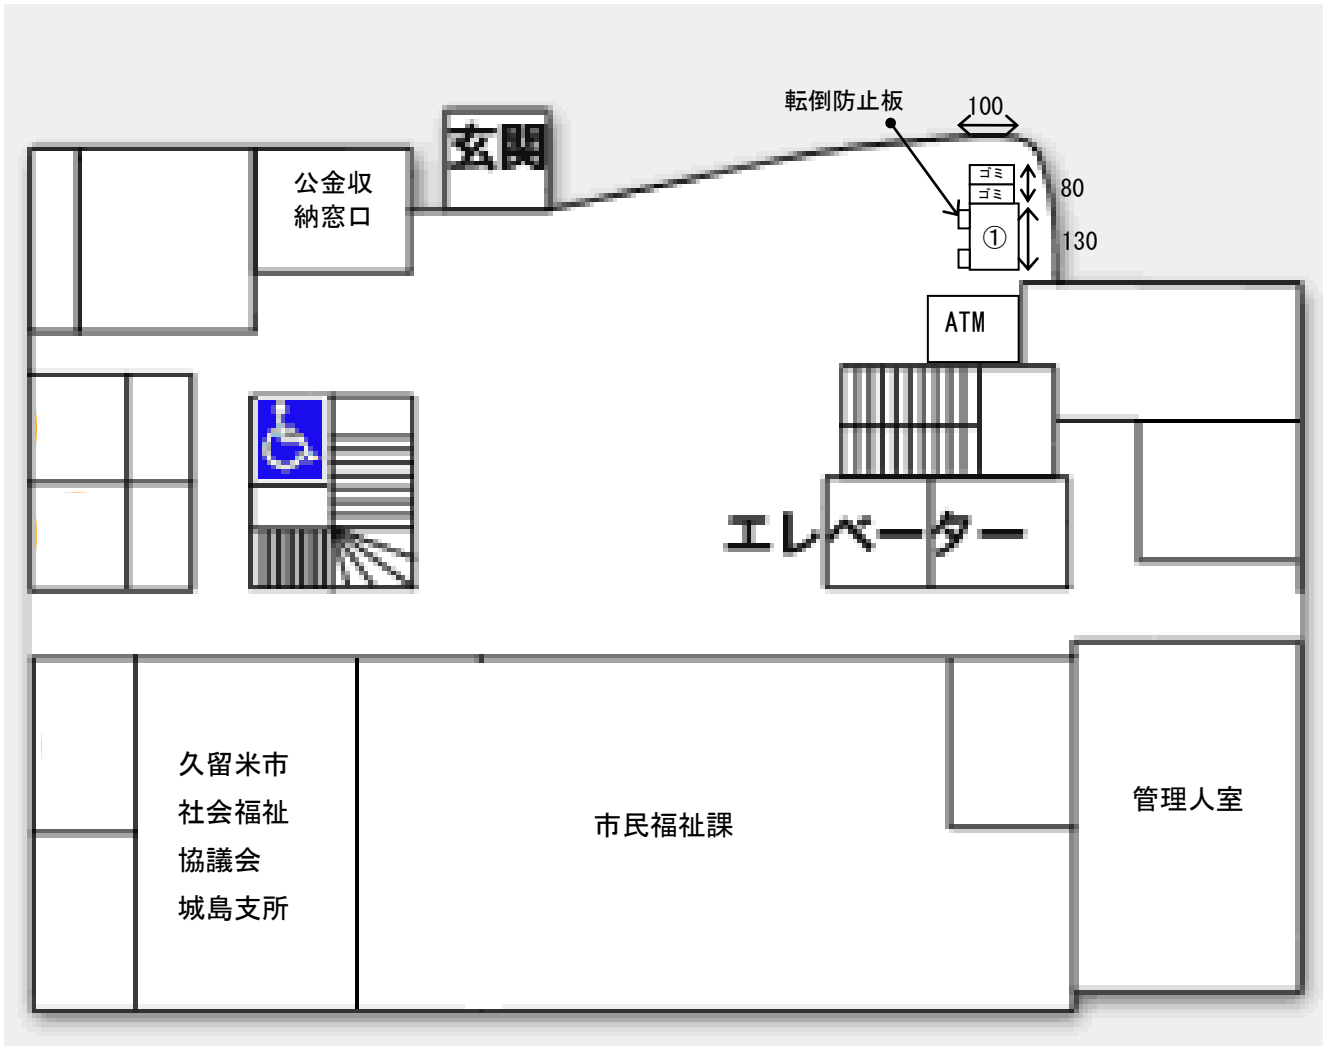 転倒防止板
100
玄関
公金収
納窓口
ゴミ
ゴミ
80
①
130
ATM
エレベーター
久留米市
社会福祉
協議会
城島支所
市民福祉課
管理人室